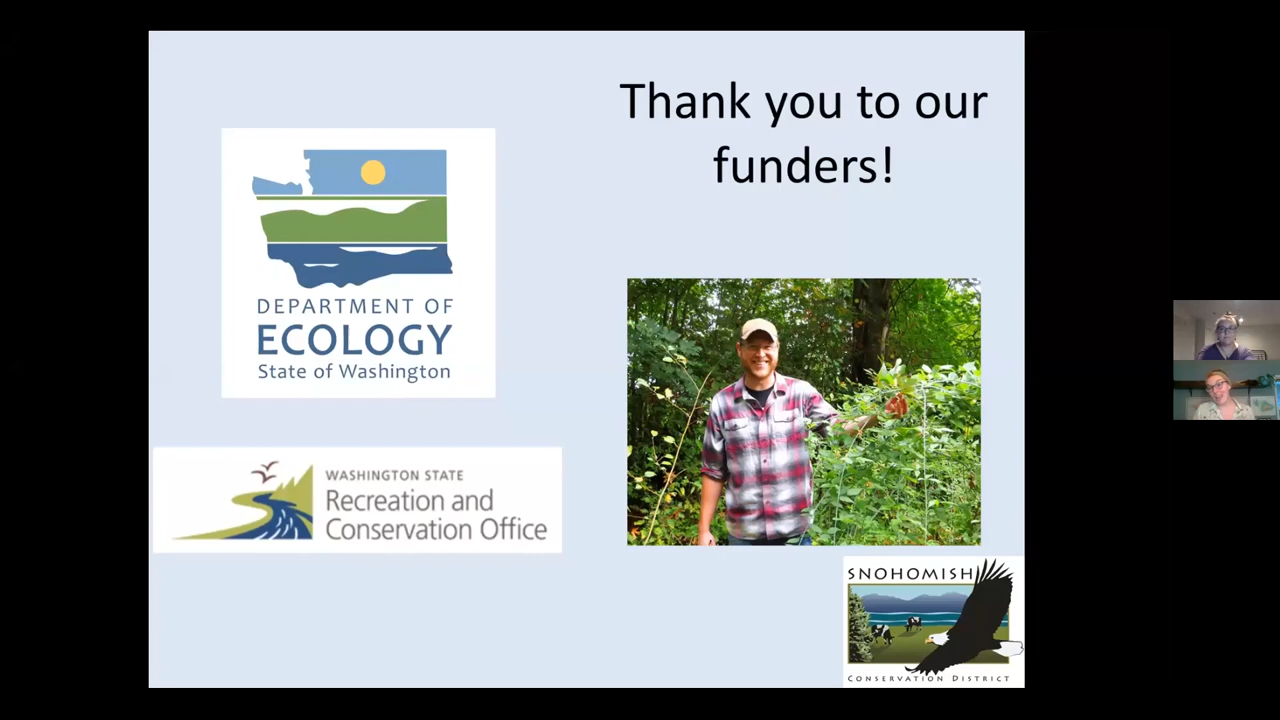 Thank you to our
funders!
DEPARTMENT OF
ECOLOGY
State of Washington
WASHINGTON STATE
Recreation and
Conservation Office
SNOHOMISH
CONSERVATION DISTRICT